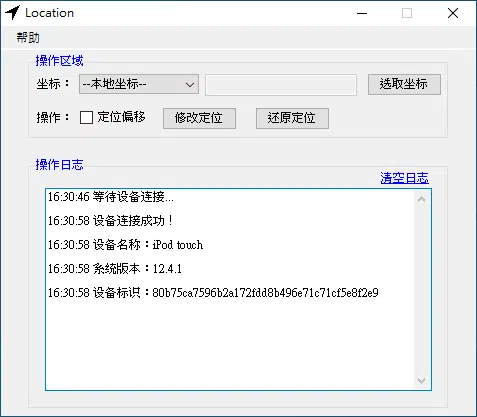 Location
帮助
操作区域
坐标：
--本地坐标--
选取坐标
操作：
定位偏移
修改定位
还原定位
操作日志
清空日志
16:30:46 等待设备连接...
16:30:58 设备连接成功！
16:30:58 设备名称：iPod touch
16:30:58 系统版本：12.4.1
16:30:58 设备标识：80b75ca7596b2a172fdd8b496e71c71cf5e8f2e9